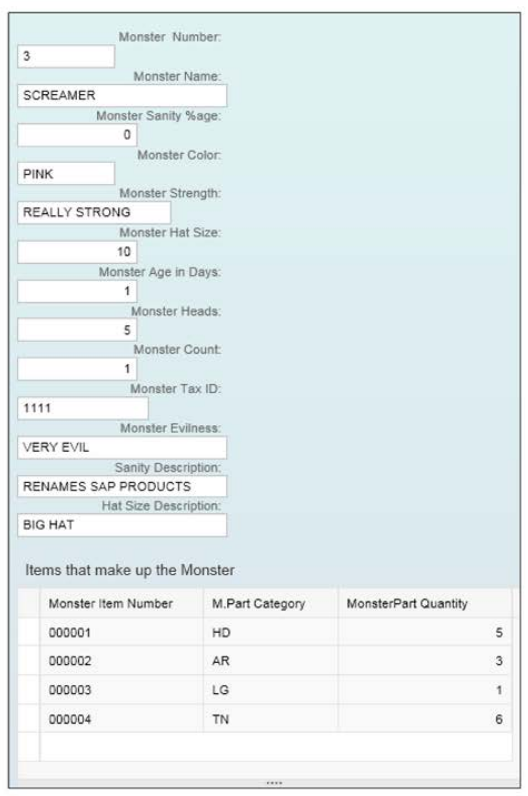 Monster Number:
3
Monster Name:
SCREAMER
Monster Sanity %age:
0
Monster Color:
PINK
Monster Strength:
REALLY STRONG
Monster Hat Size:
10
Monster Age in Days:
1
Monster Heads:
5
Monster Count:
1
Monster Tax ID:
1111
Monster Evilness:
VERY EVIL
Sanity Description:
RENAMES SAP PRODUCTS
Hat Size Description:
BIG HAT
Items that make up the Monster
Monster Item Number M.Part Category MonsterPart Quantity
000001 HD 5
000002 AR 3
000003 LG 1
000004 TN 6